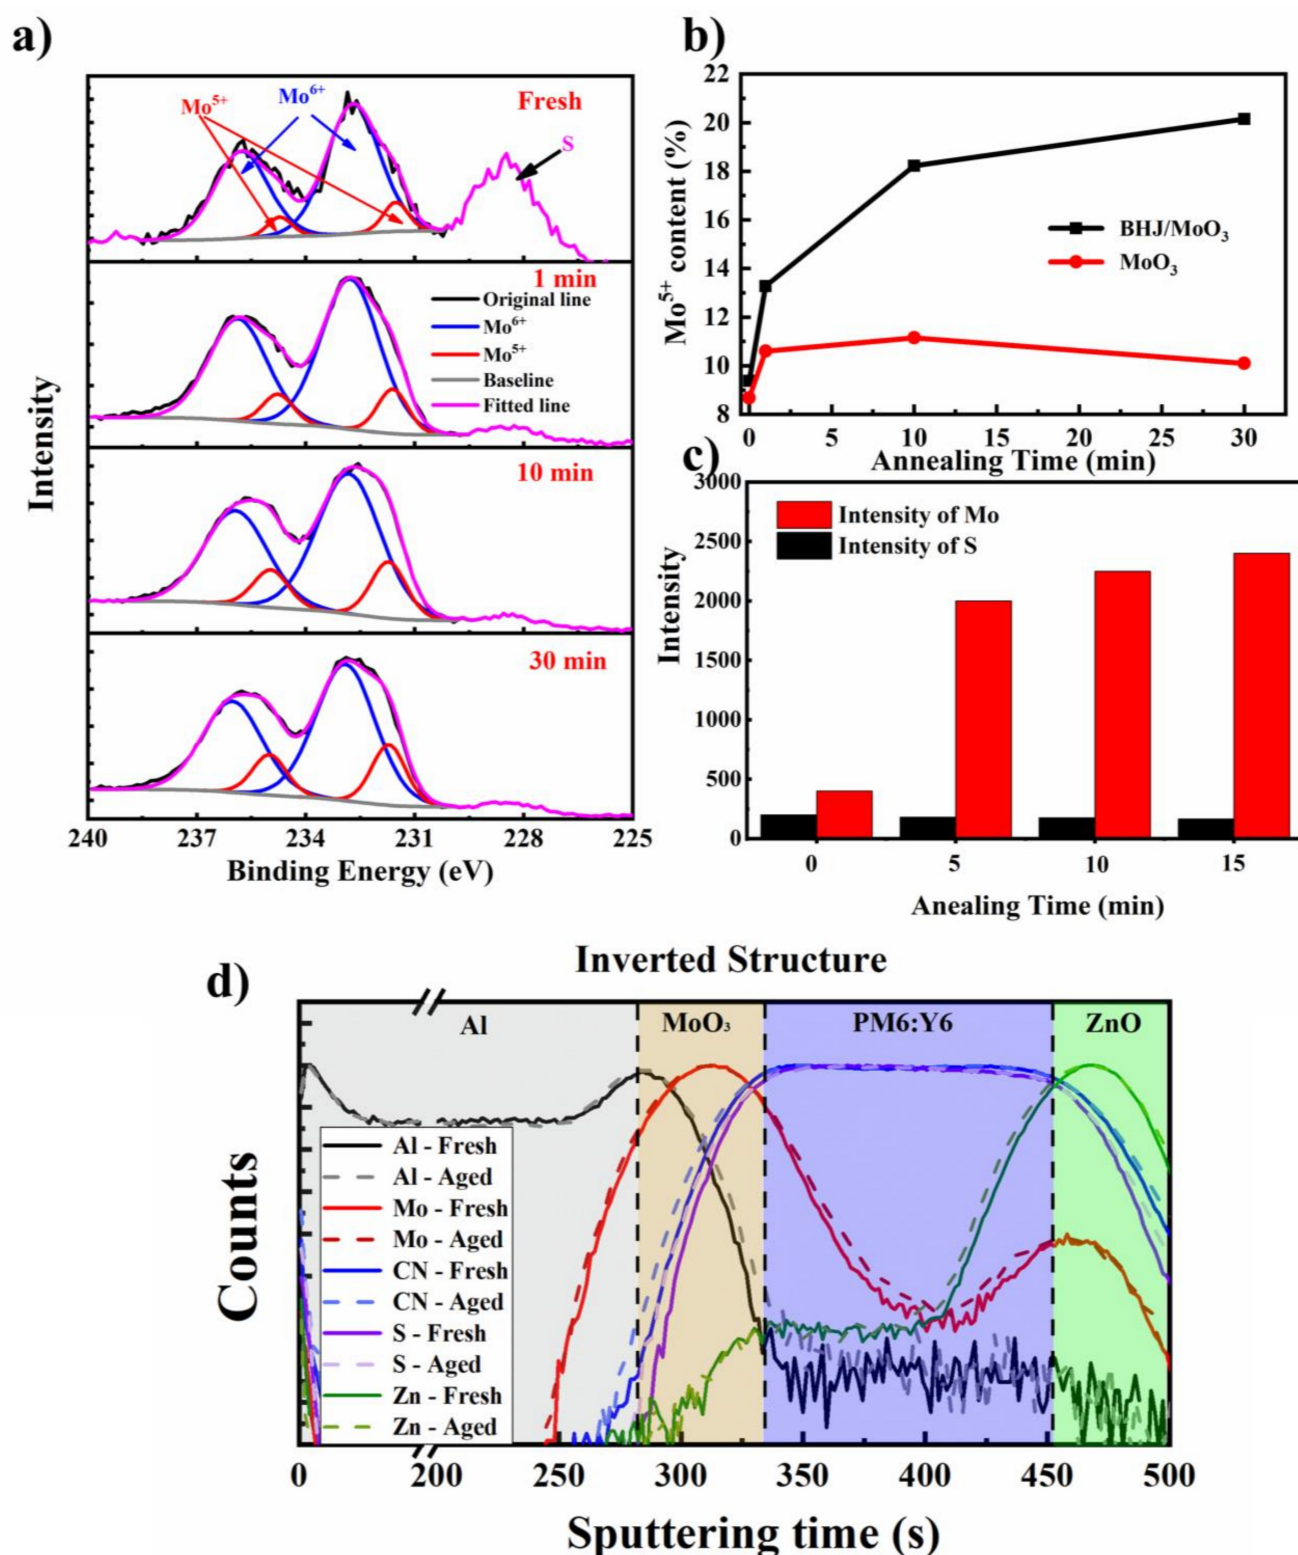 a)
Mo5+
Mo6+
Fresh
S
1 min
Original line
Mo6+
Mo5+
Baseline
Fitted line
10 min
30 min
Intensity
240 237 234 231 228 225
Binding Energy (eV)
b)
22
20
18
16
14
12
10
8
Mo5+ content (%)
BHJ/MoO3
MoO3
0 5 10 15 20 25 30
Annealing Time (min)
c)
3000
2500
2000
1500
1000
500
0
Intensity
Intensity of Mo
Intensity of S
0 5 10 15
Anealing Time (min)
Inverted Structure
d)
Al MoO3 PM6:Y6 ZnO
Al - Fresh
Al - Aged
Mo - Fresh
Mo - Aged
CN - Fresh
CN - Aged
S - Fresh
S - Aged
Zn - Fresh
Zn - Aged
Counts
0 200 250 300 350 400 450 500
Sputtering time (s)